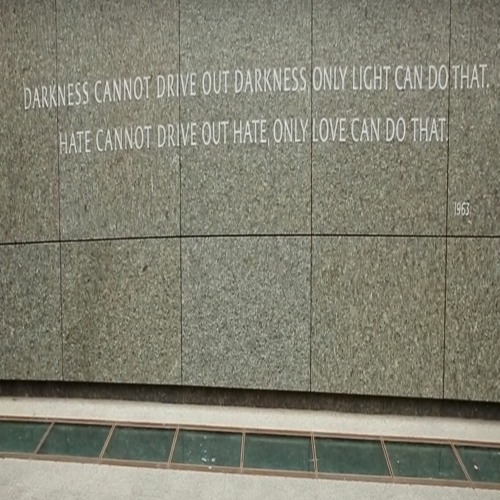 DARKNESS CANNOT DRIVE OUT DARKNESS ONLY LIGHT CAN DO THAT.
HATE CANNOT DRIVE OUT HATE, ONLY LOVE CAN DO THAT.
1963